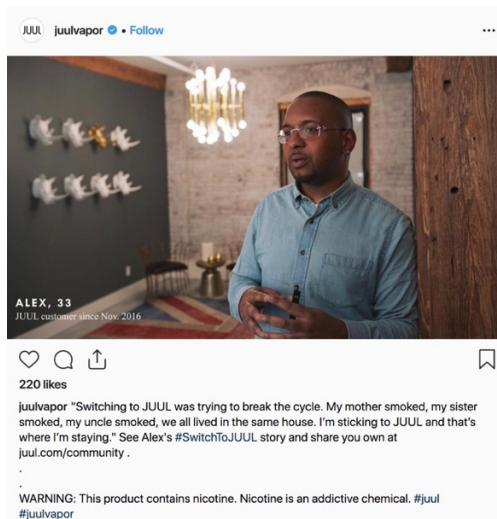 JUUL juulvapor • Follow
ALEX, 33
JUUL customer since Nov. 2016
220 likes
juulvapor "Switching to JUUL was trying to break the cycle. My mother smoked, my sister
smoked, my uncle smoked, we all lived in the same house. I'm sticking to JUUL and that's
where I'm staying." See Alex's #SwitchToJUUL story and share you own at
juul.com/community .
.
.
WARNING: This product contains nicotine. Nicotine is an addictive chemical. #juul
#juulvapor